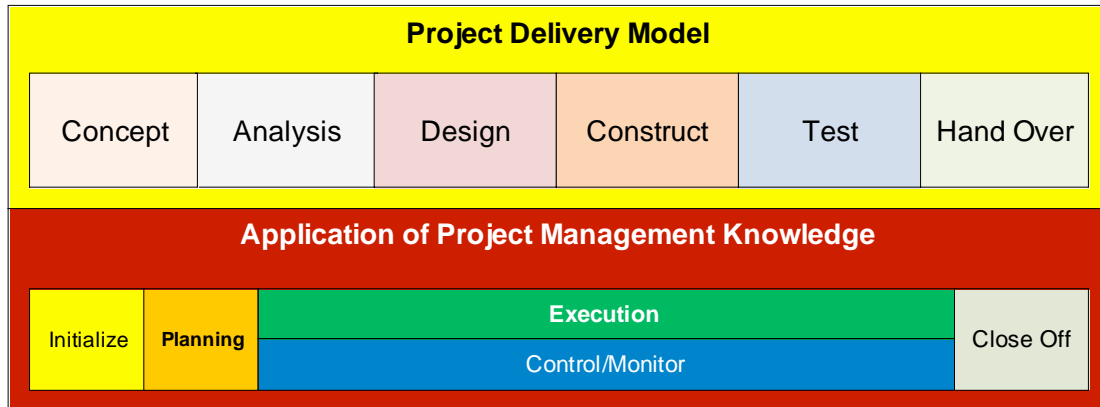 Project Delivery Model
Concept
Analysis
Design
Construct
Test
Hand Over
Application of Project Management Knowledge
Initialize
Planning
Execution
Control/Monitor
Close Off